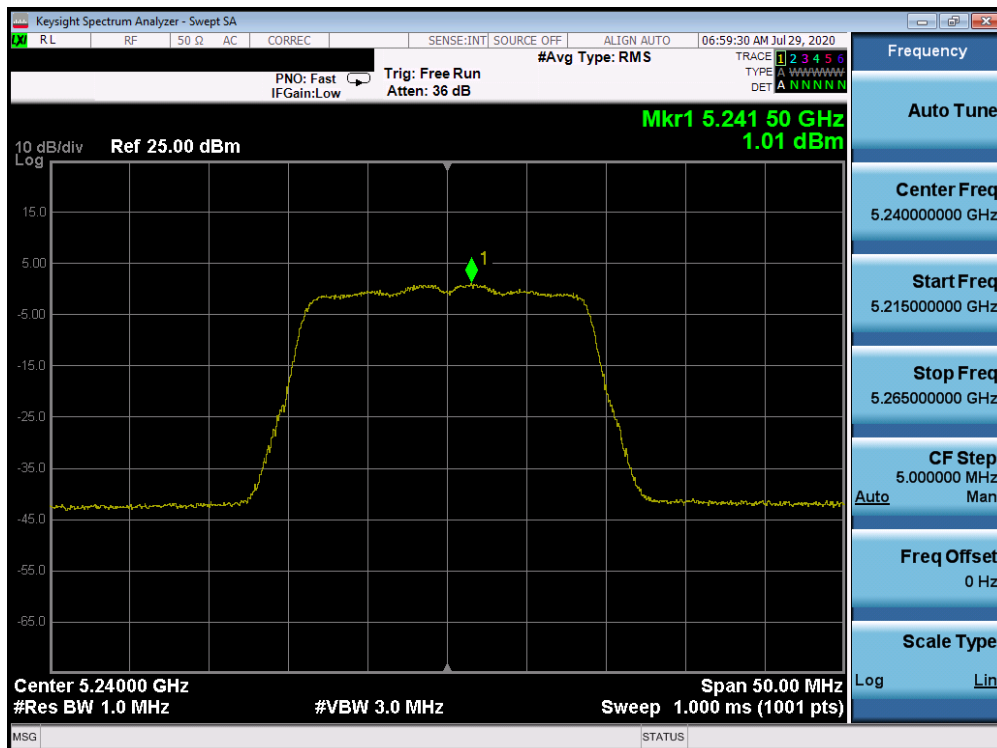 Keysight Spectrum Analyzer - Swept SA
LXI RL RF 50 Ω AC CORREC SENSE:INT SOURCE OFF ALIGN AUTO 06:59:30 AM Jul 29, 2020
PNO: Fast
IFGain:Low
Trig: Free Run
Atten: 36 dB
#Avg Type: RMS
TRACE 1 2 3 4 5 6
TYPE A WWWWW
DET A N N N N N
Mkr1 5.241 50 GHz
1.01 dBm
10 dB/div Ref 25.00 dBm
Log
15.0
5.00
-5.00
-15.0
-25.0
-35.0
-45.0
-55.0
-65.0
1
Center 5.24000 GHz Span 50.00 MHz
#Res BW 1.0 MHz #VBW 3.0 MHz Sweep 1.000 ms (1001 pts)
MSG STATUS
Frequency
Auto Tune
Center Freq
5.240000000 GHz
Start Freq
5.215000000 GHz
Stop Freq
5.265000000 GHz
CF Step
5.000000 MHz
Auto Man
Freq Offset
0 Hz
Scale Type
Log Lin